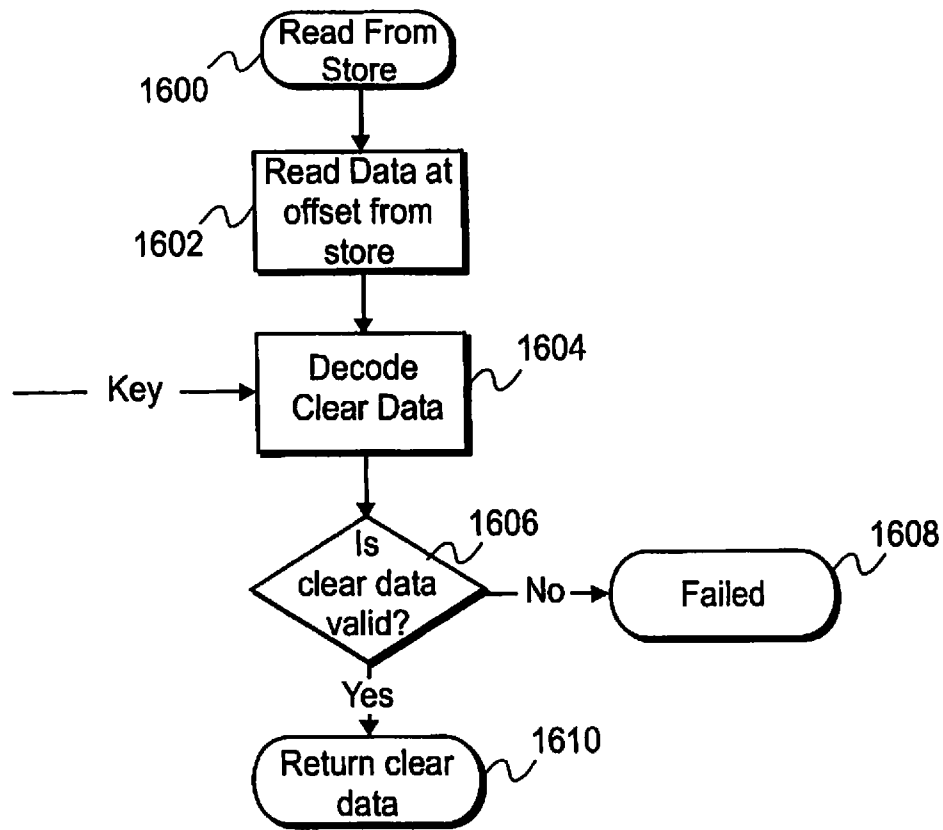 Read From
Store
1600
Read Data at
offset from
store
1602
Decode
Clear Data
1604
Key
Is
clear data
valid?
1606
No
Failed
1608
Yes
Return clear
data
1610